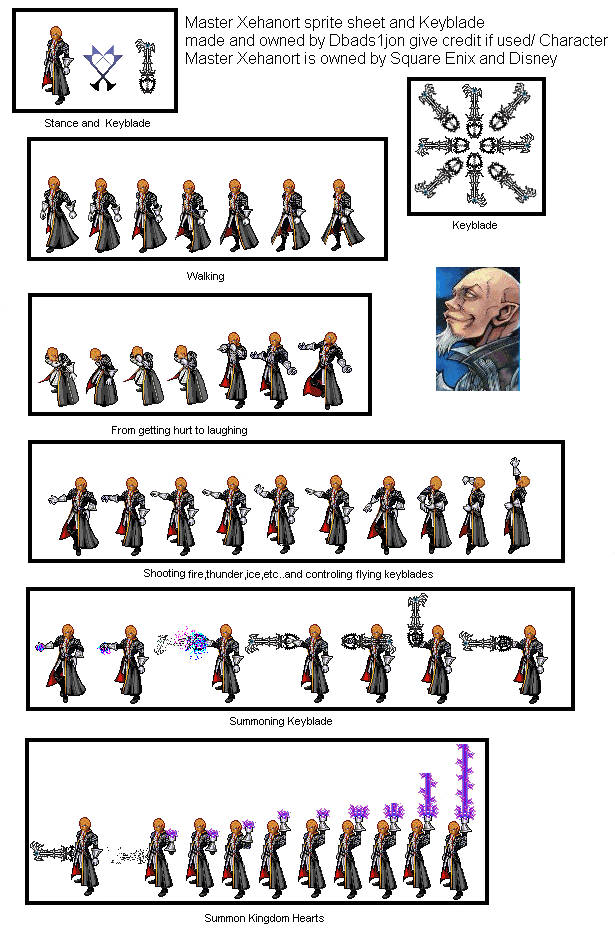 Master Xehanort sprite sheet and Keyblade
made and owned by Dbads1jon give credit if used/ Character
Master Xehanort is owned by Square Enix and Disney
Stance and Keyblade
Keyblade
Walking
From getting hurt to laughing
Shooting fire,thunder,ice,etc..and controling flying keyblades
Summoning Keyblade
Summon Kingdom Hearts